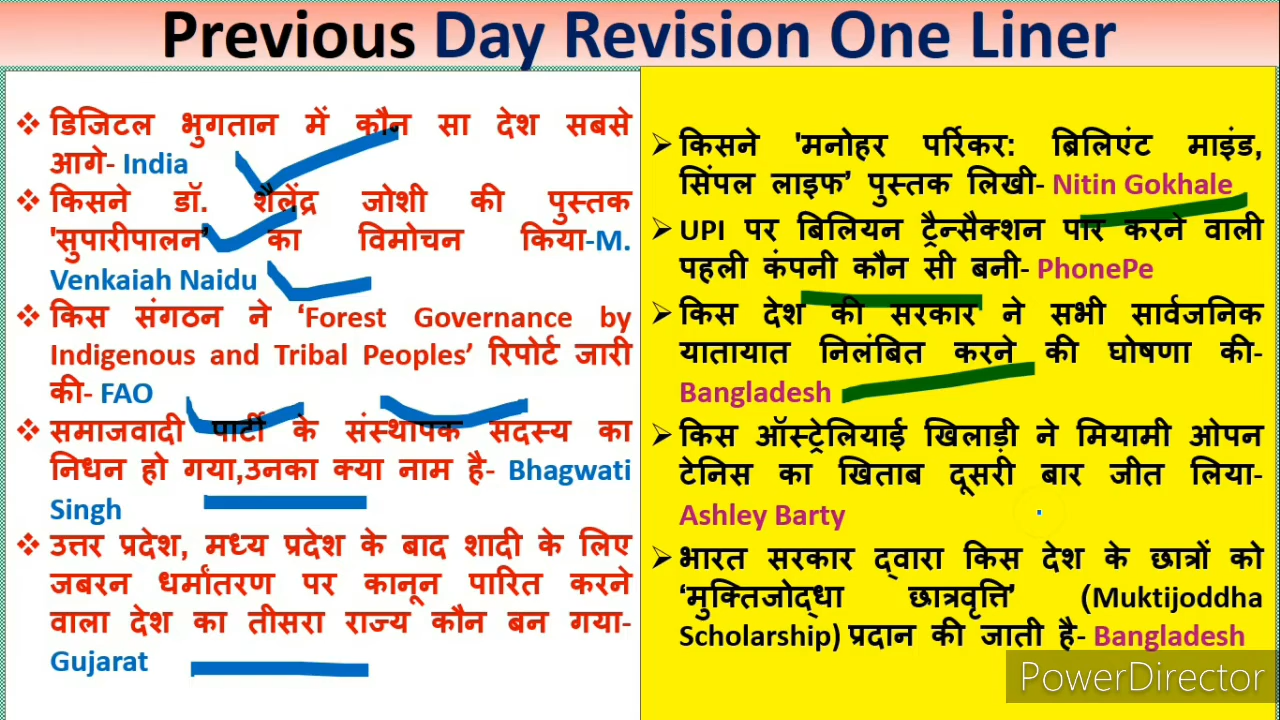 Previous Day Revision One Liner
❖ डिजिटल भुगतान में कौन सा देश सबसे
आगे- India
❖ किसने डॉ. शैलेंद्र जोशी की पुस्तक
'सुपारीपालन' का विमोचन किया-M.
Venkaiah Naidu
❖ किस संगठन ने ‘Forest Governance by
Indigenous and Tribal Peoples’ रिपोर्ट जारी
की- FAO
❖ समाजवादी पार्टी के संस्थापक सदस्य का
निधन हो गया,उनका क्या नाम है- Bhagwati
Singh
❖ उत्तर प्रदेश, मध्य प्रदेश के बाद शादी के लिए
जबरन धर्मांतरण पर कानून पारित करने
वाला देश का तीसरा राज्य कौन बन गया-
Gujarat
➢ किसने 'मनोहर पर्रिकर: ब्रिलिएंट माइंड,
सिंपल लाइफ’ पुस्तक लिखी- Nitin Gokhale
➢ UPI पर बिलियन ट्रैन्सैक्शन पार करने वाली
पहली कंपनी कौन सी बनी- PhonePe
➢ किस देश की सरकार ने सभी सार्वजनिक
यातायात निलंबित करने की घोषणा की-
Bangladesh
➢ किस ऑस्ट्रेलियाई खिलाड़ी ने मियामी ओपन
टेनिस का खिताब दूसरी बार जीत लिया-
Ashley Barty
➢ भारत सरकार द्वारा किस देश के छात्रों को
‘मुक्तिजोद्धा छात्रवृत्ति’ (Muktijoddha
Scholarship) प्रदान की जाती है- Bangladesh
PowerDirector